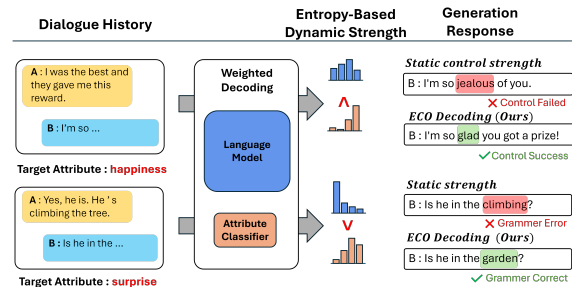 Dialogue History
Entropy-Based
Dynamic Strength
Generation
Response
A : I was the best and
they gave me this
reward.
B : I'm so ...
Target Attribute : happiness
A : Yes, he is. He 's
climbing the tree.
B : Is he in the ...
Target Attribute : surprise
Weighted
Decoding
Language
Model
Attribute
Classifier
Λ
V
Static control strength
B : I'm so jealous of you.
Control Failed
ECO Decoding (Ours)
B : I'm so glad you got a prize!
Control Success
Static strength
B : Is he in the climbing?
Grammer Error
ECO Decoding (Ours)
B : Is he in the garden?
Grammer Correct